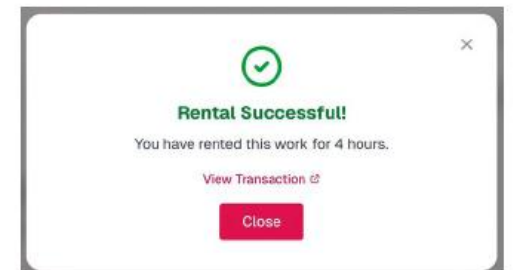 Rental Successful!
You have rented this work for 4 hours.
View Transaction
Close